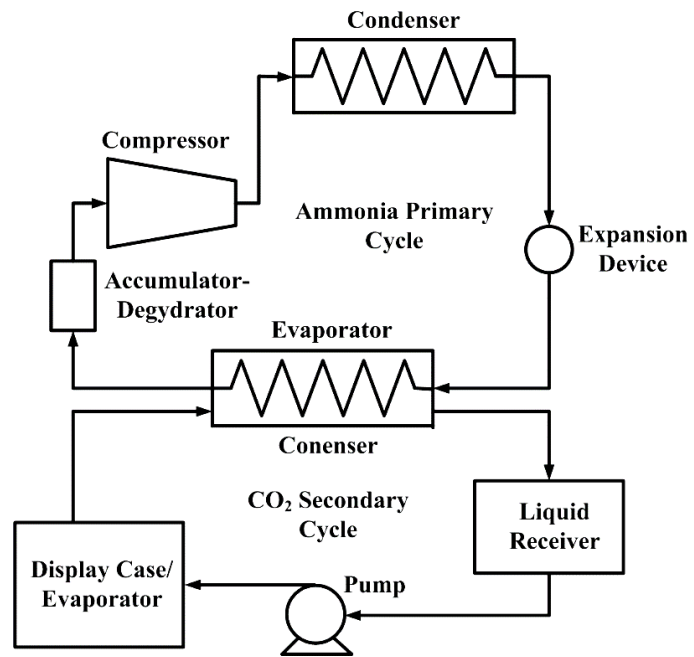 Condenser
Compressor
Ammonia Primary
Cycle
Expansion
Device
Accumulator-
Degydrator
Evaporator
Conenser
CO₂ Secondary
Cycle
Liquid
Receiver
Display Case/
Evaporator
Pump